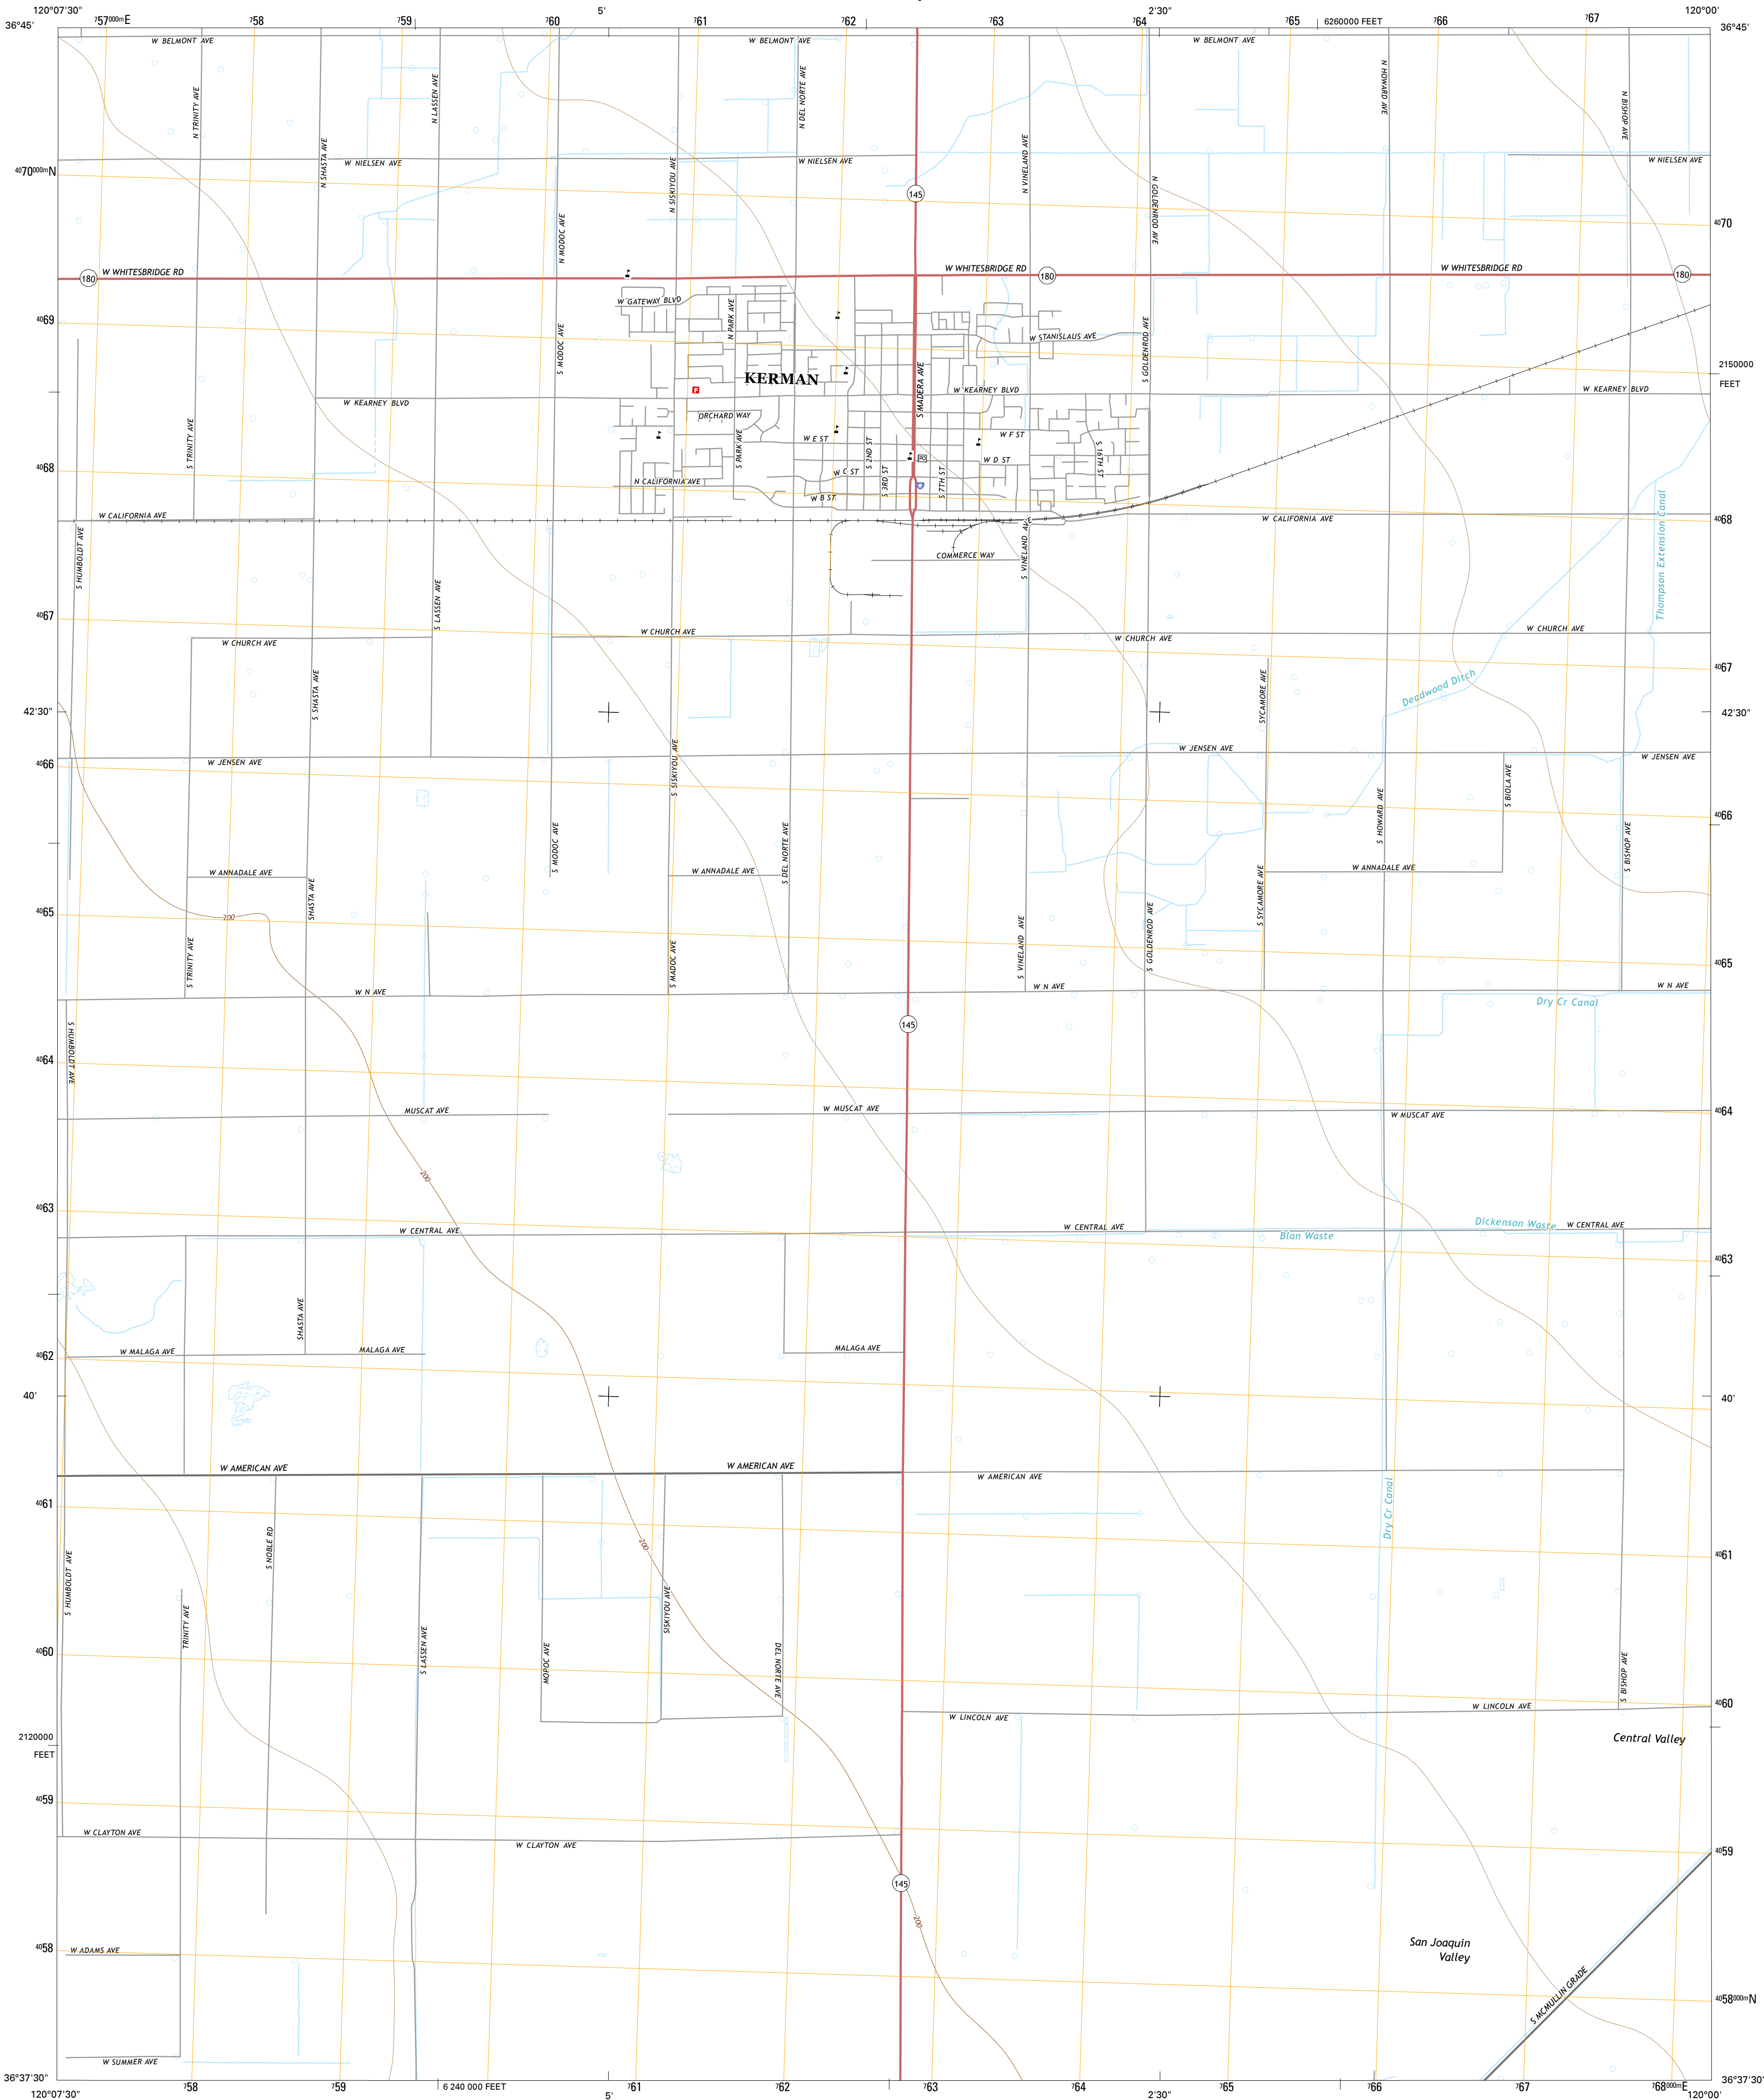 120°07'30"
757000mE
758
759
760
5'
761
762
763
764
2'30"
765
6260000 FEET
766
767
120°00'
36°45'
36°45'
W BELMONT AVE
W BELMONT AVE
W BELMONT AVE
N TRINITY AVE
N SHASTA AVE
N LASSEN AVE
N MODOC AVE
N SISKIYOU AVE
N DEL NORTE AVE
N VINELAND AVE
N GOLDENROD AVE
N HOWARD AVE
N BISHOP AVE
W NIELSEN AVE
W NIELSEN AVE
W NIELSEN AVE
4070000mN
145
4070
W WHITESBRIDGE RD
W WHITESBRIDGE RD
W WHITESBRIDGE RD
180
180
180
W GATEWAY BLVD
N PARK AVE
4069
S MODOC AVE
W STANISLAUS AVE
S GOLDENROD AVE
2150000
FEET
KERMAN
F
S MADERA AVE
W KEARNEY BLVD
W KEARNEY BLVD
W KEARNEY BLVD
ORCHARD WAY
S TRINITY AVE
S PARK AVE
W E ST
S 2ND ST
W F ST
S 16TH ST
W D ST
PO
W C ST
S 3RD ST
S 7TH ST
N CALIFORNIA AVE
W B ST
4068
W CALIFORNIA AVE
W CALIFORNIA AVE
4068
S HUMBOLDT AVE
S LASSEN AVE
S VINELAND AVE
COMMERCE WAY
Thompson Extension Canal
4067
W CHURCH AVE
W CHURCH AVE
W CHURCH AVE
W CHURCH AVE
4067
S SHASTA AVE
SYCAMORE AVE
Deadwood Ditch
42'30"
42'30"
W JENSEN AVE
W JENSEN AVE
W JENSEN AVE
4066
S SISKIYOU AVE
S BIOLA AVE
4066
S MODOC AVE
S DEL NORTE AVE
S HOWARD AVE
S BISHOP AVE
W ANNADALE AVE
W ANNADALE AVE
W ANNADALE AVE
SHASTA AVE
S SYCAMORE AVE
4065
200
S TRINITY AVE
S MADOC AVE
S VINELAND AVE
S GOLDENROD AVE
4065
W N AVE
W N AVE
W N AVE
Dry Cr Canal
S HUMBOLDT AVE
145
4064
MUSCAT AVE
W MUSCAT AVE
W MUSCAT AVE
4064
200
4063
W CENTRAL AVE
W CENTRAL AVE
Dickenson Waste
W CENTRAL AVE
Blan Waste
4063
SHASTA AVE
4062
W MALAGA AVE
MALAGA AVE
MALAGA AVE
40'
40'
W AMERICAN AVE
W AMERICAN AVE
W AMERICAN AVE
4061
Dry Cr Canal
S NOBLE RD
200
4061
S HUMBOLDT AVE
TRINITY AVE
S LASSEN AVE
MOPOC AVE
SISKIYOU AVE
DEL NORTE AVE
S BISHOP AVE
4060
4060
W LINCOLN AVE
W LINCOLN AVE
2120000
FEET
Central Valley
4059
W CLAYTON AVE
W CLAYTON AVE
4059
145
200
4058
W ADAMS AVE
San Joaquin
Valley
S MCMULLIN GRADE
4058000mN
W SUMMER AVE
36°37'30"
36°37'30"
120°07'30"
758
759
6 240 000 FEET
5'
761
762
763
764
2'30"
765
766
767
768000mE
120°00'